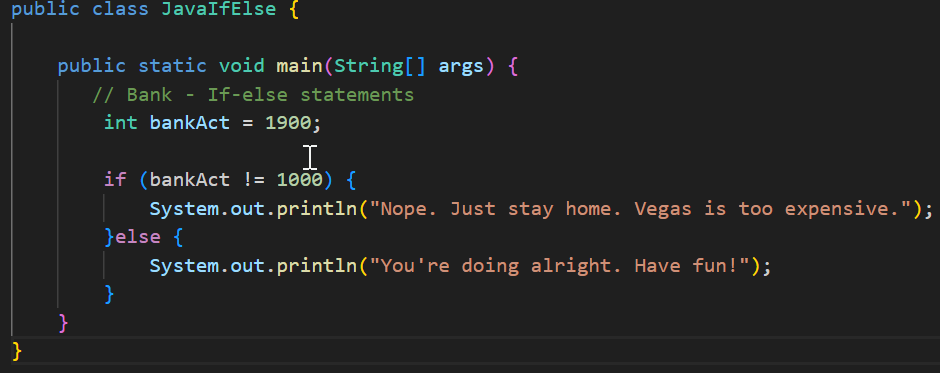 public class JavaIfElse {
public static void main(String[] args) {
// Bank - If-else statements
int bankAct = 1900;
if (bankAct != 1000) {
System.out.println("Nope. Just stay home. Vegas is too expensive.");
}else {
System.out.println("You're doing alright. Have fun!");
}
}
}